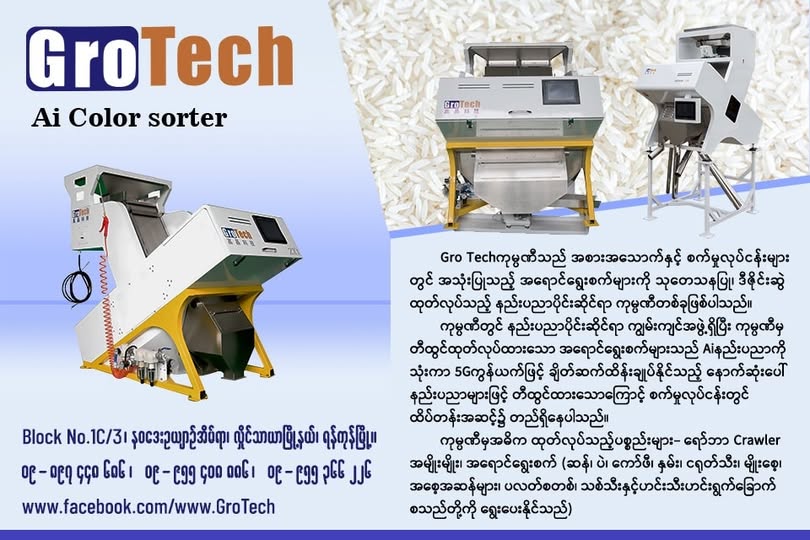 GroTech
Ai Color sorter
GroTech
GroTech
GroTech
Block No.1C/3၊ နဝဒေးဥယျာဉ်အိမ်ရာ၊ လှိုင်သာယာမြို့နယ်၊ ရန်ကုန်မြို့။
၀၉ – ၈၉၇ ၄၄၈ ၆၈၆ ၊ ၀၉ – ၉၅၅ ၄၀၈ ၈၈၆ ၊ ၀၉ – ၉၅၅ ၃၆၆ ၂၂၆
www.facebook.com/www.GroTech
Gro Techကုမ္ပဏီသည် အစားအသောက်နှင့် စက်မှုလုပ်ငန်းများ
တွင် အသုံးပြုသည့် အရောင်ရွေးစက်များကို သုတေသနပြု၊ ဒီဇိုင်းဆွဲ
ထုတ်လုပ်သည့် နည်းပညာပိုင်းဆိုင်ရာ ကုမ္ပဏီတစ်ခုဖြစ်ပါသည်။
ကုမ္ပဏီတွင် နည်းပညာပိုင်းဆိုင်ရာ ကျွမ်းကျင်အဖွဲ့ရှိပြီး ကုမ္ပဏီမှ
တီထွင်ထုတ်လုပ်ထားသော အရောင်ရွေးစက်များသည် Aiနည်းပညာကို
သုံးကာ 5Gကွန်ယက်ဖြင့် ချိတ်ဆက်ထိန်းချုပ်နိုင်သည့် နောက်ဆုံးပေါ်
နည်းပညာများဖြင့် တီထွင်ထားသောကြောင့် စက်မှုလုပ်ငန်းတွင်
ထိပ်တန်းအဆင့်၌ တည်ရှိနေပါသည်။
ကုမ္ပဏီမှအဓိက ထုတ်လုပ်သည့်ပစ္စည်းများ– ရော်ဘာ Crawler
အမျိုးမျိုး၊ အရောင်ရွေးစက် (ဆန်၊ ပဲ၊ ကော်ဖီ၊ နှမ်း၊ ငရုတ်သီး၊ မျိုးစေ့၊
အစေ့အဆန်များ၊ ပလတ်စတစ်၊ သစ်သီးနှင့်ဟင်းသီးဟင်းရွက်ခြောက်
စသည်တို့ကို ရွေးပေးနိုင်သည်)